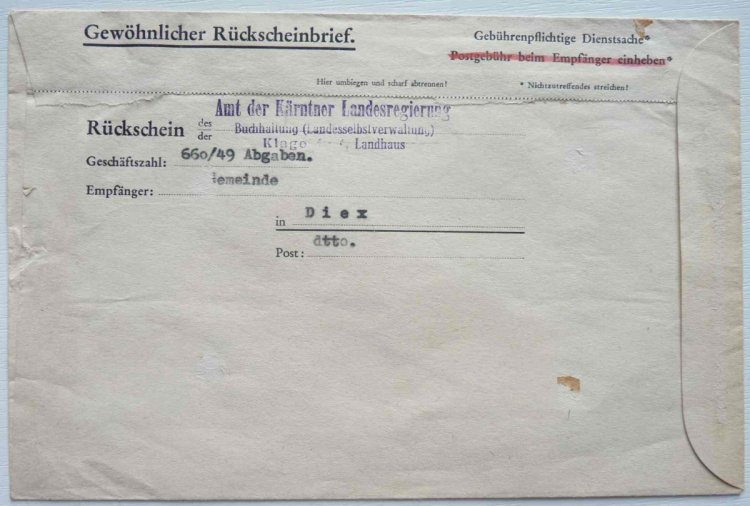 Gewöhnlicher Rückscheinbrief.
Gebührenpflichtige Dienstsache*
Postgebühr beim Empfänger einheben*
Hier umbiegen und scharf abtrennen!
* Nichtzutreffendes streichen!
Amt der Kärntner Landesregierung
Rückschein des der Buchhaltung (Landesselbstverwaltung)
Landhaus
Geschäftszahl: 660/49 Abgaben.
Empfänger: Gemeinde
in Diex
Post: dtto.